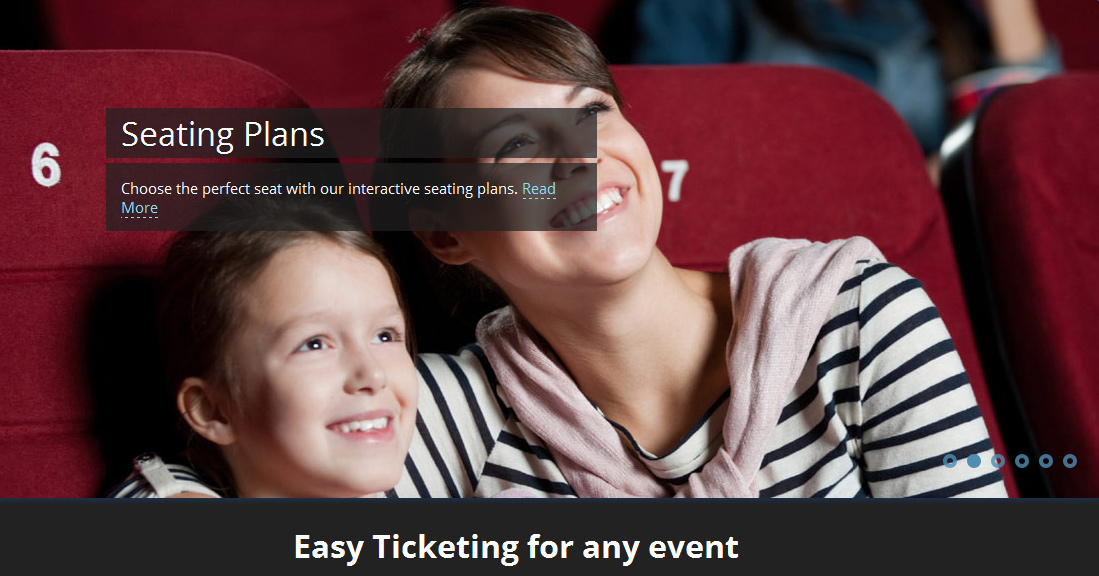 6
Seating Plans
7
Choose the perfect seat with our interactive seating plans. Read
More
Easy Ticketing for any event